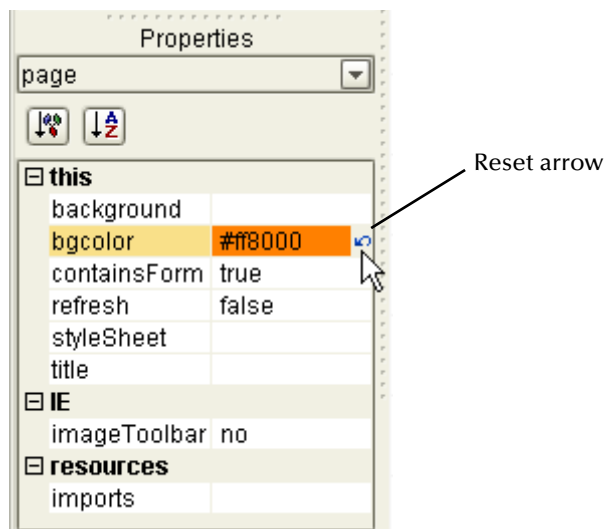 Properties
page
A
Z
this
background
bgcolor #ff8000
Reset arrow
containsForm true
refresh false
styleSheet
title
IE
imageToolbar no
resources
imports